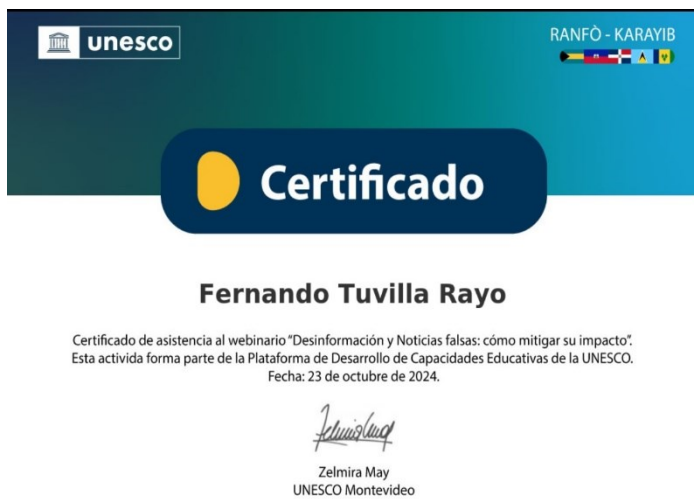 unesco
RANFÒ - KARAYIB
Certificado
Fernando Tuvilla Rayo
Certificado de asistencia al webinario "Desinformación y Noticias falsas: cómo mitigar su impacto".
Esta activida forma parte de la Plataforma de Desarrollo de Capacidades Educativas de la UNESCO.
Fecha: 23 de octubre de 2024.
Zelmira May
UNESCO Montevideo